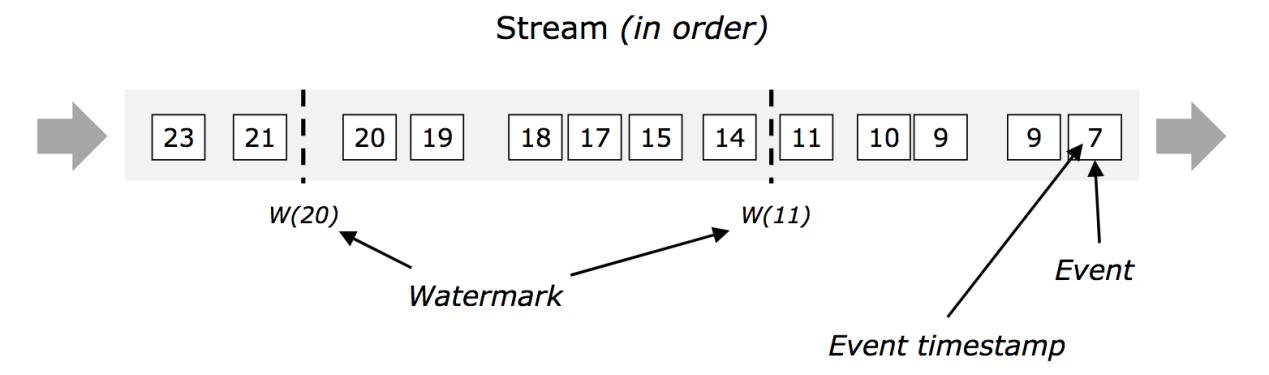 Stream (in order)
23 21 20 19 18 17 15 14 11 10 9 9 7
W(20) W(11)
Watermark
Event
Event timestamp